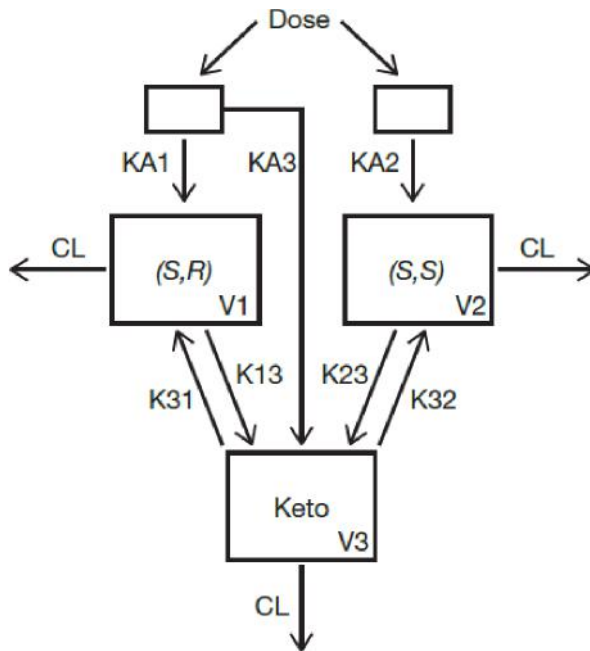 Dose
KA1
KA3
KA2
CL
(S,R)
V1
(S,S)
V2
CL
K31
K13
K23
K32
Keto
V3
CL